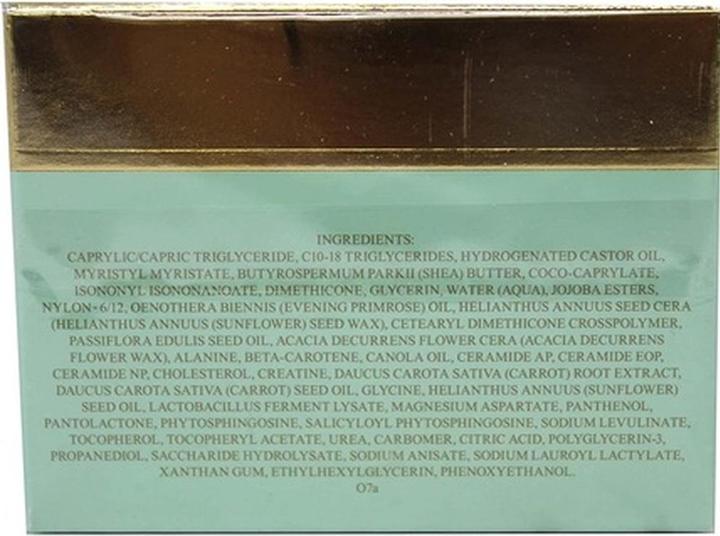 INGREDIENTS:
CAPRYLIC/CAPRIC TRIGLYCERIDE, C10-18 TRIGLYCERIDES, HYDROGENATED CASTOR OIL,
MYRISTYL MYRISTATE, BUTYROSPERMUM PARKII (SHEA) BUTTER, COCO-CAPRYLATE,
ISONONYL ISONONANOATE, DIMETHICONE, GLYCERIN, WATER (AQUA), JOJOBA ESTERS,
NYLON-6/12, OENOTHERA BIENNIS (EVENING PRIMROSE) OIL, HELIANTHUS ANNUUS SEED CERA
(HELIANTHUS ANNUUS (SUNFLOWER) SEED WAX), CETEARYL DIMETHICONE CROSSPOLYMER,
PASSIFLORA EDULIS SEED OIL, ACACIA DECURRENS FLOWER CERA (ACACIA DECURRENS
FLOWER WAX), ALANINE, BETA-CAROTENE, CANOLA OIL, CERAMIDE AP, CERAMIDE EOP,
CERAMIDE NP, CHOLESTEROL, CREATINE, DAUCUS CAROTA SATIVA (CARROT) ROOT EXTRACT,
DAUCUS CAROTA SATIVA (CARROT) SEED OIL, GLYCINE, HELIANTHUS ANNUUS (SUNFLOWER)
SEED OIL, LACTOBACILLUS FERMENT LYSATE, MAGNESIUM ASPARTATE, PANTHENOL,
PANTOLACTONE, PHYTOSPHINGOSINE, SALICYLOYL PHYTOSPHINGOSINE, SODIUM LEVULINATE,
TOCOPHEROL, TOCOPHERYL ACETATE, UREA, CARBOMER, CITRIC ACID, POLYGLYCERIN-3,
PROPANEDIOL, SACCHARIDE HYDROLYSATE, SODIUM ANISATE, SODIUM LAUROYL LACTYLATE,
XANTHAN GUM, ETHYLHEXYLGLYCERIN, PHENOXYETHANOL.
O7a